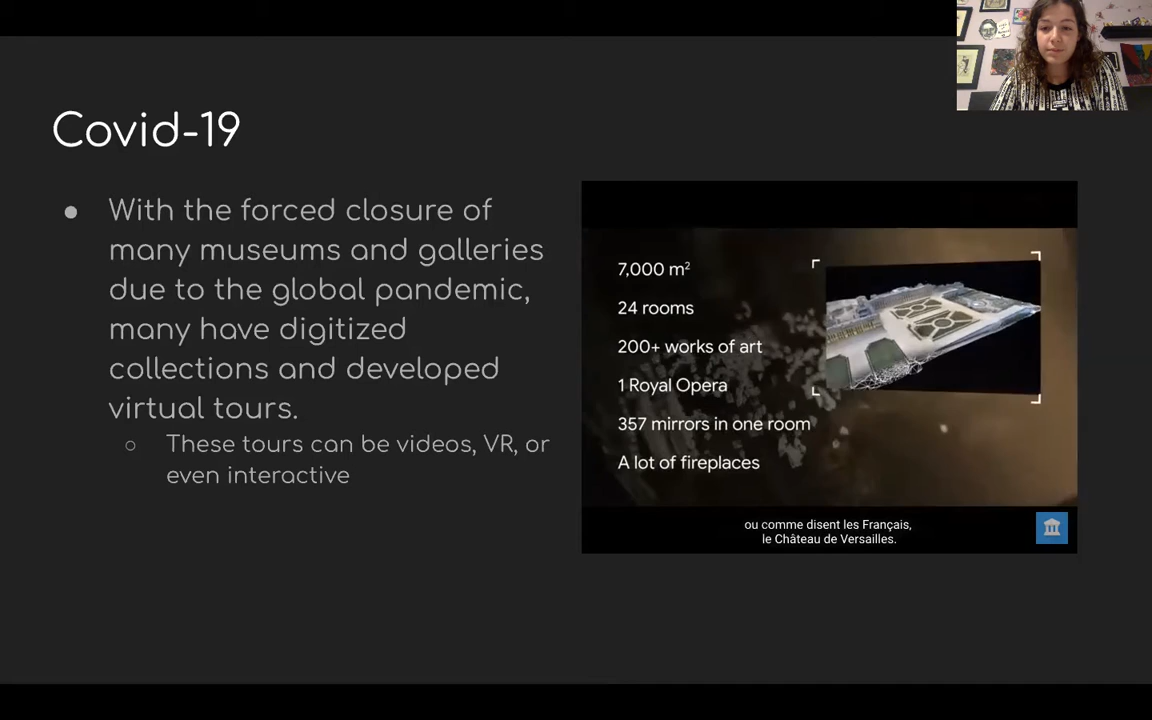 Covid-19
● With the forced closure of
many museums and galleries
due to the global pandemic,
many have digitized
collections and developed
virtual tours.
○ These tours can be videos, VR, or
even interactive
7,000 m²
24 rooms
200+ works of art
1 Royal Opera
357 mirrors in one room
A lot of fireplaces
ou comme disent les Français,
le Château de Versailles.